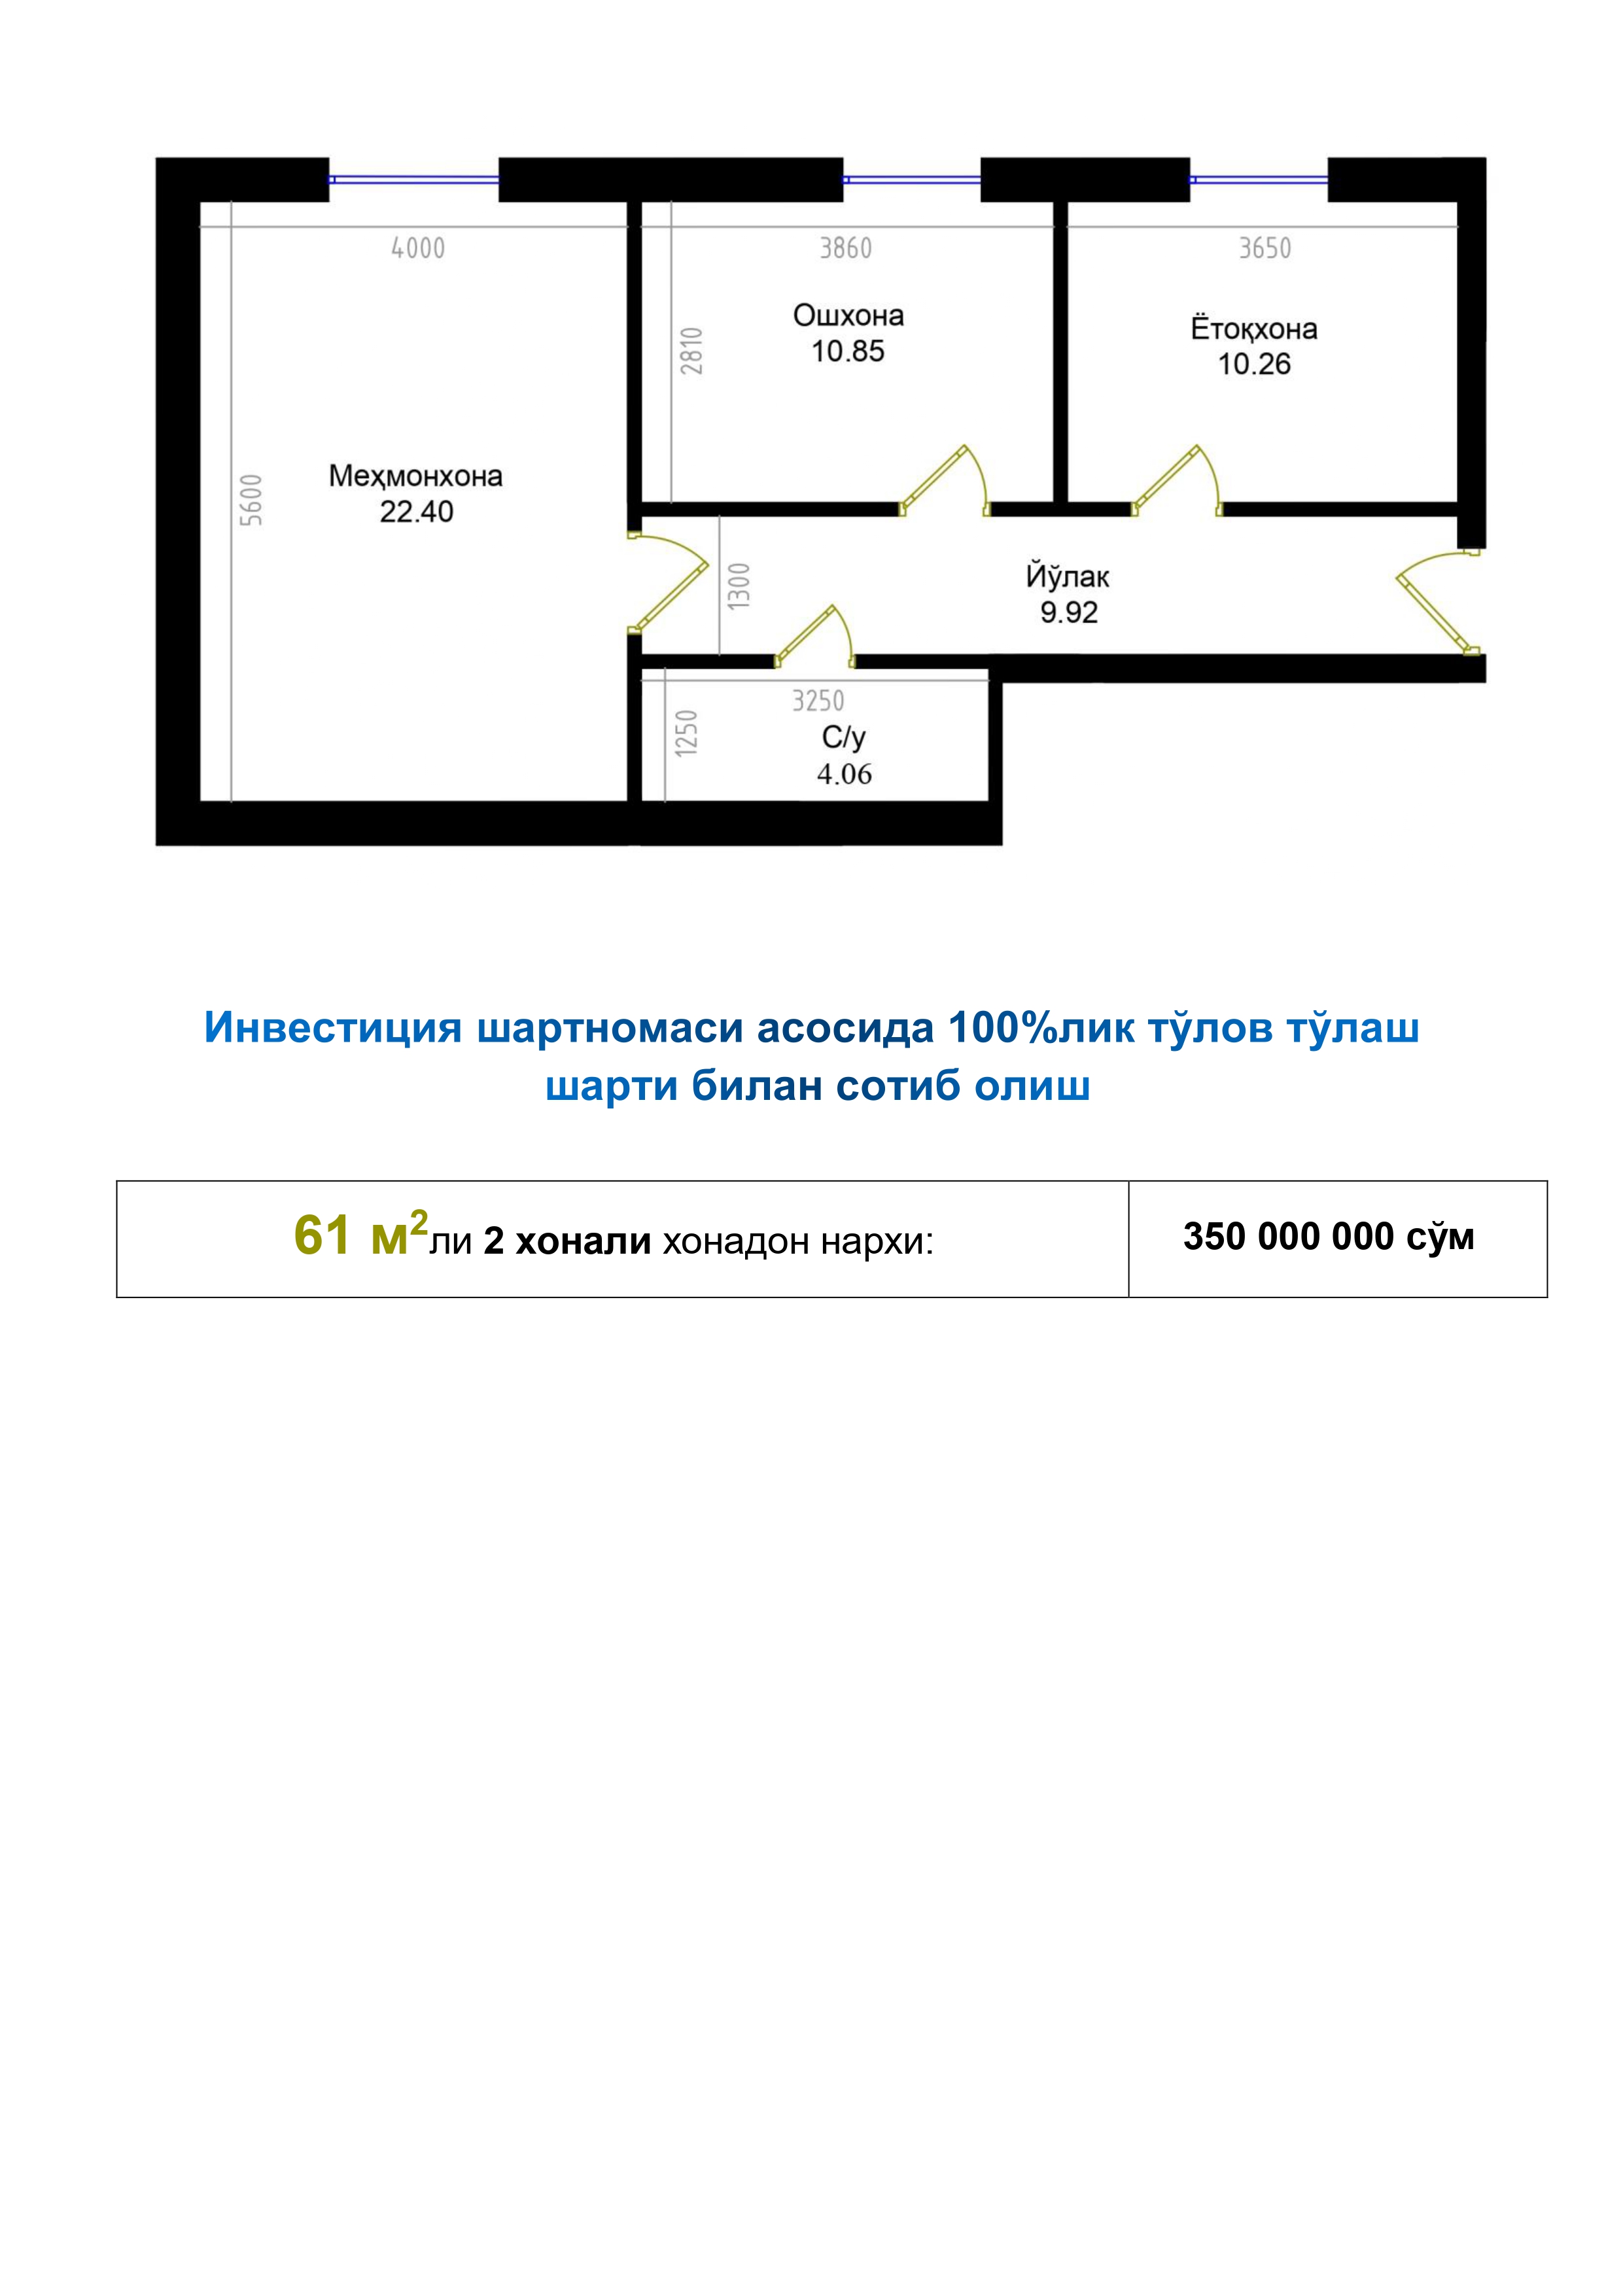 4000
3860
3650
Ошхона
10.85
Ётоқхона
10.26
2810
Меҳмонхона
22.40
5600
Йўлак
9.92
1300
3250
1250
С/у
4.06
Инвестиция шартномаси асосида 100%лик тўлов тўлаш
шарти билан сотиб олиш
61 м²ли 2 хонали хонадон нархи:
350 000 000 сўм